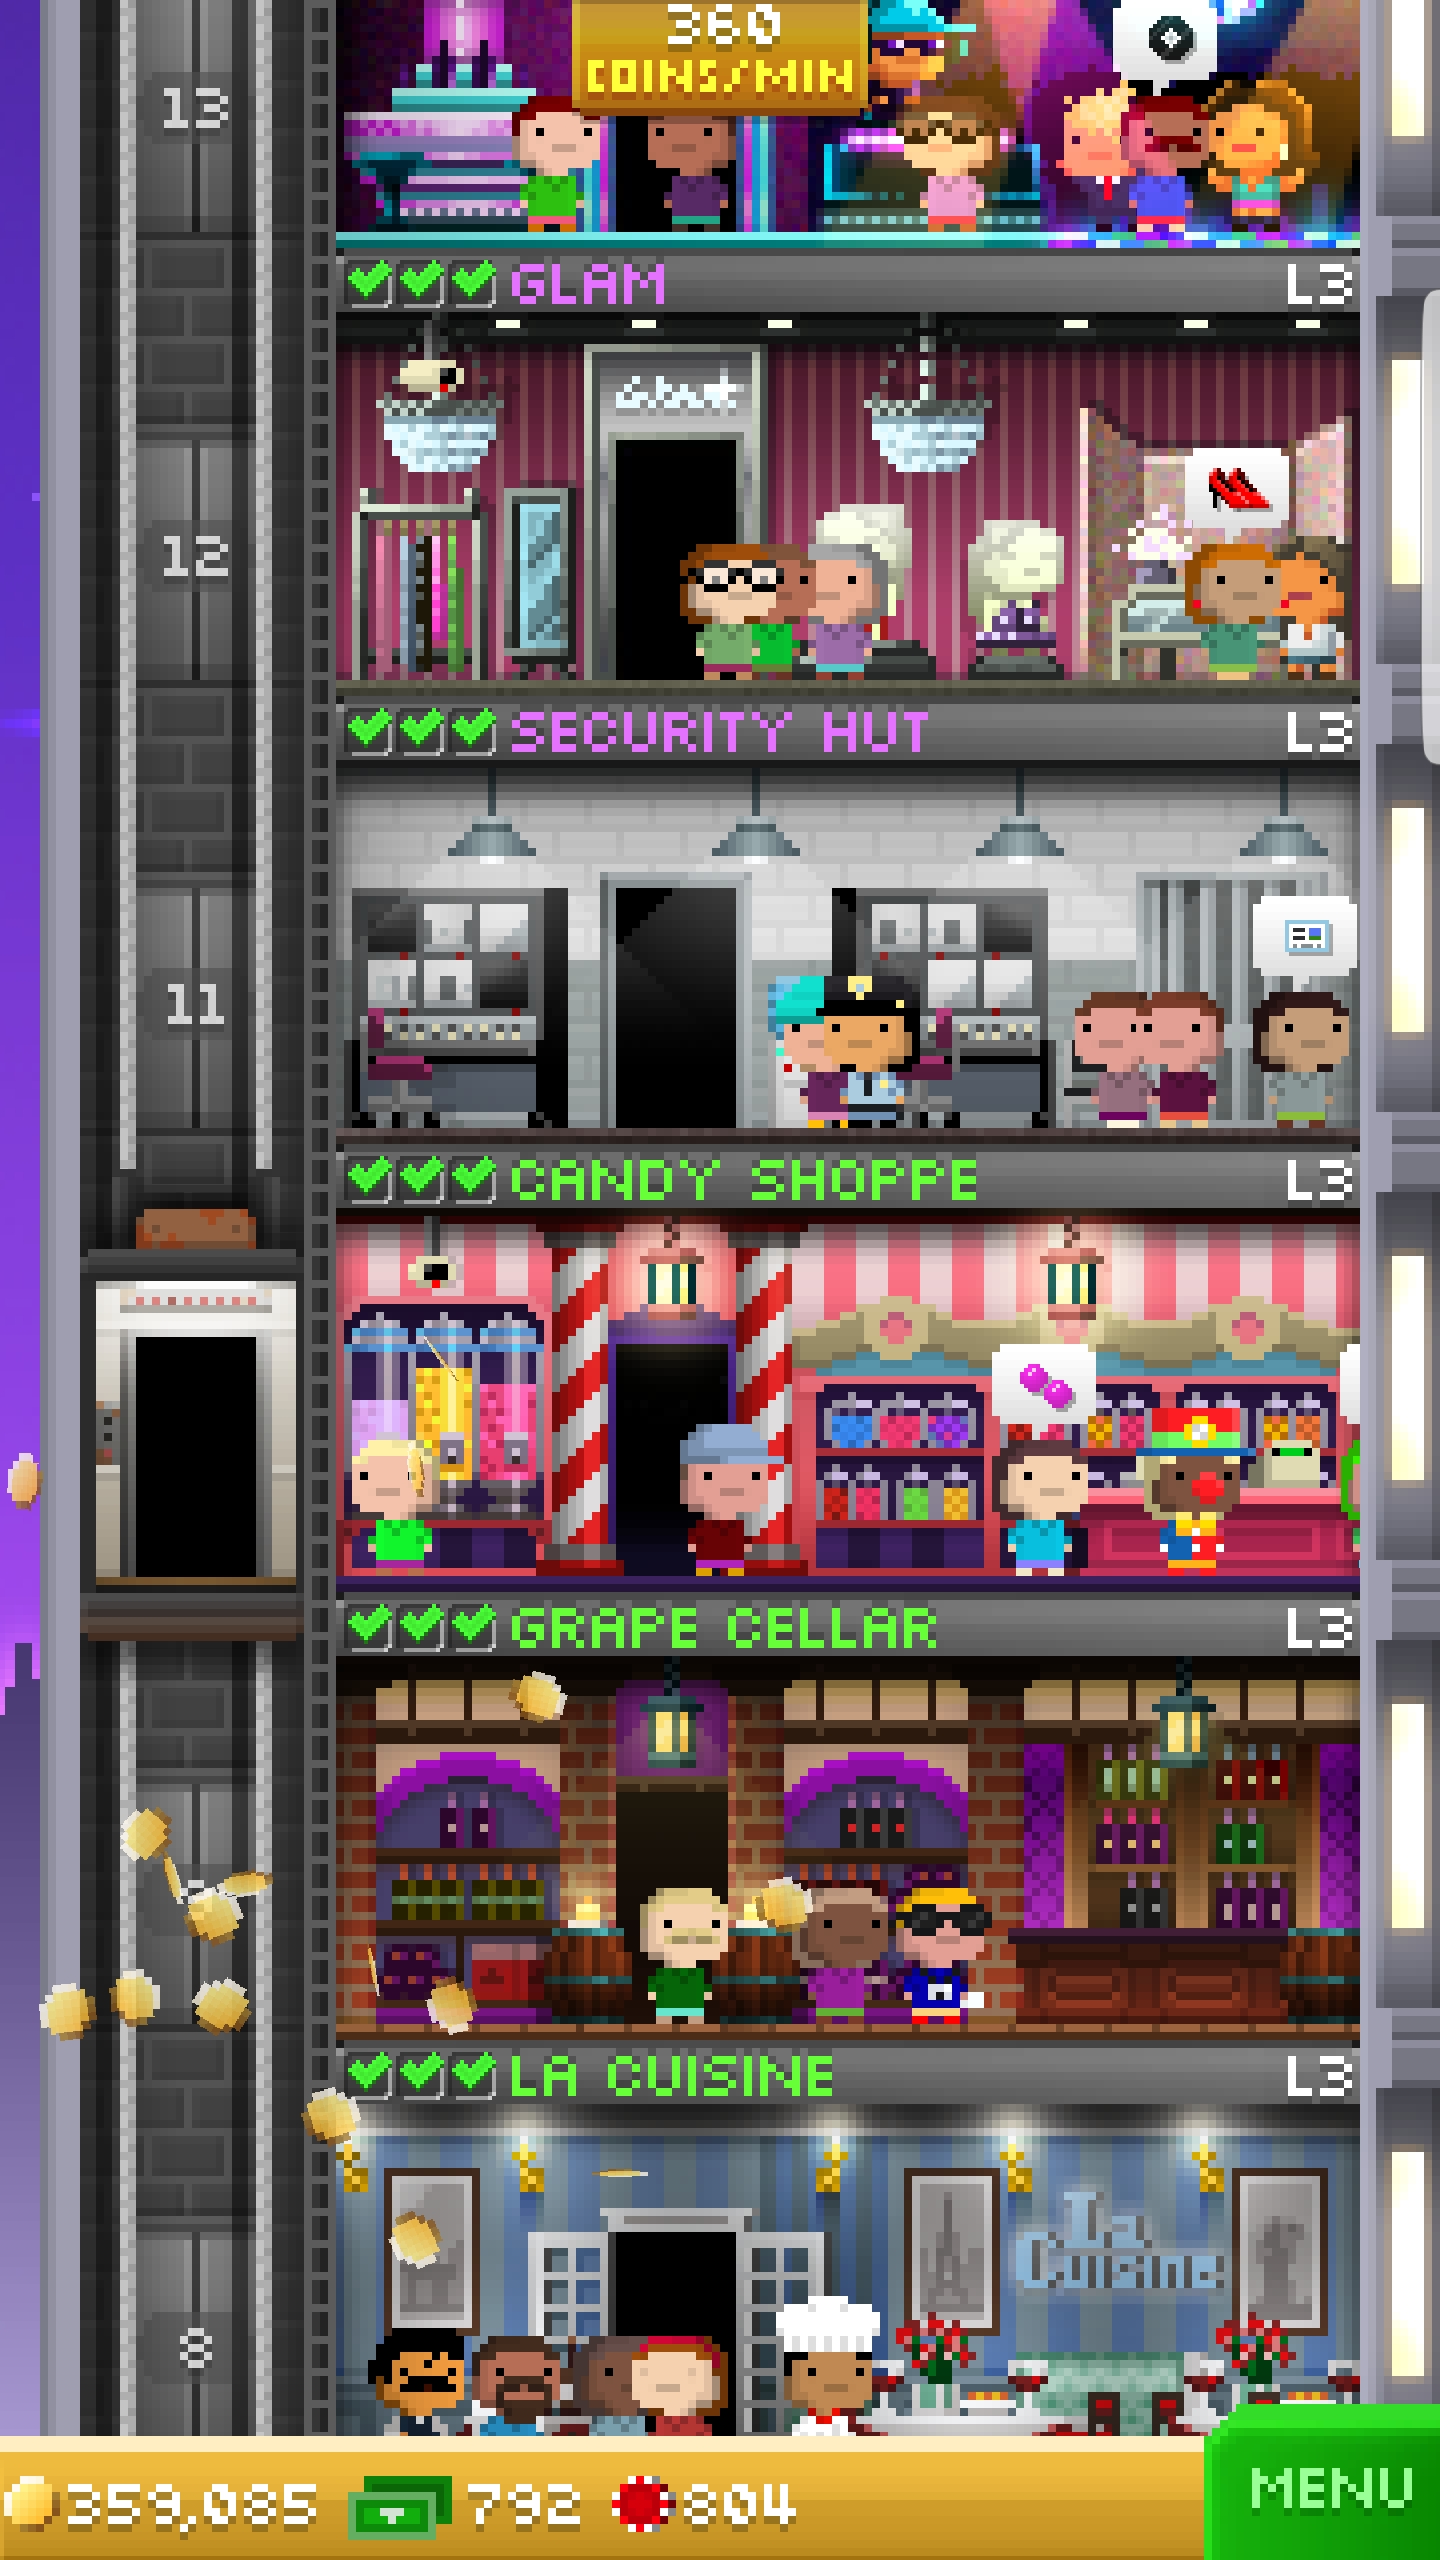 360
COINS/MIN
13
GLAM
L3
12
SECURITY HUT
L3
11
CANDY SHOPPE
L3
GRAPE CELLAR
L3
LA CUISINE
L3
La
Cuisine
8
359,085
792
804
MENU